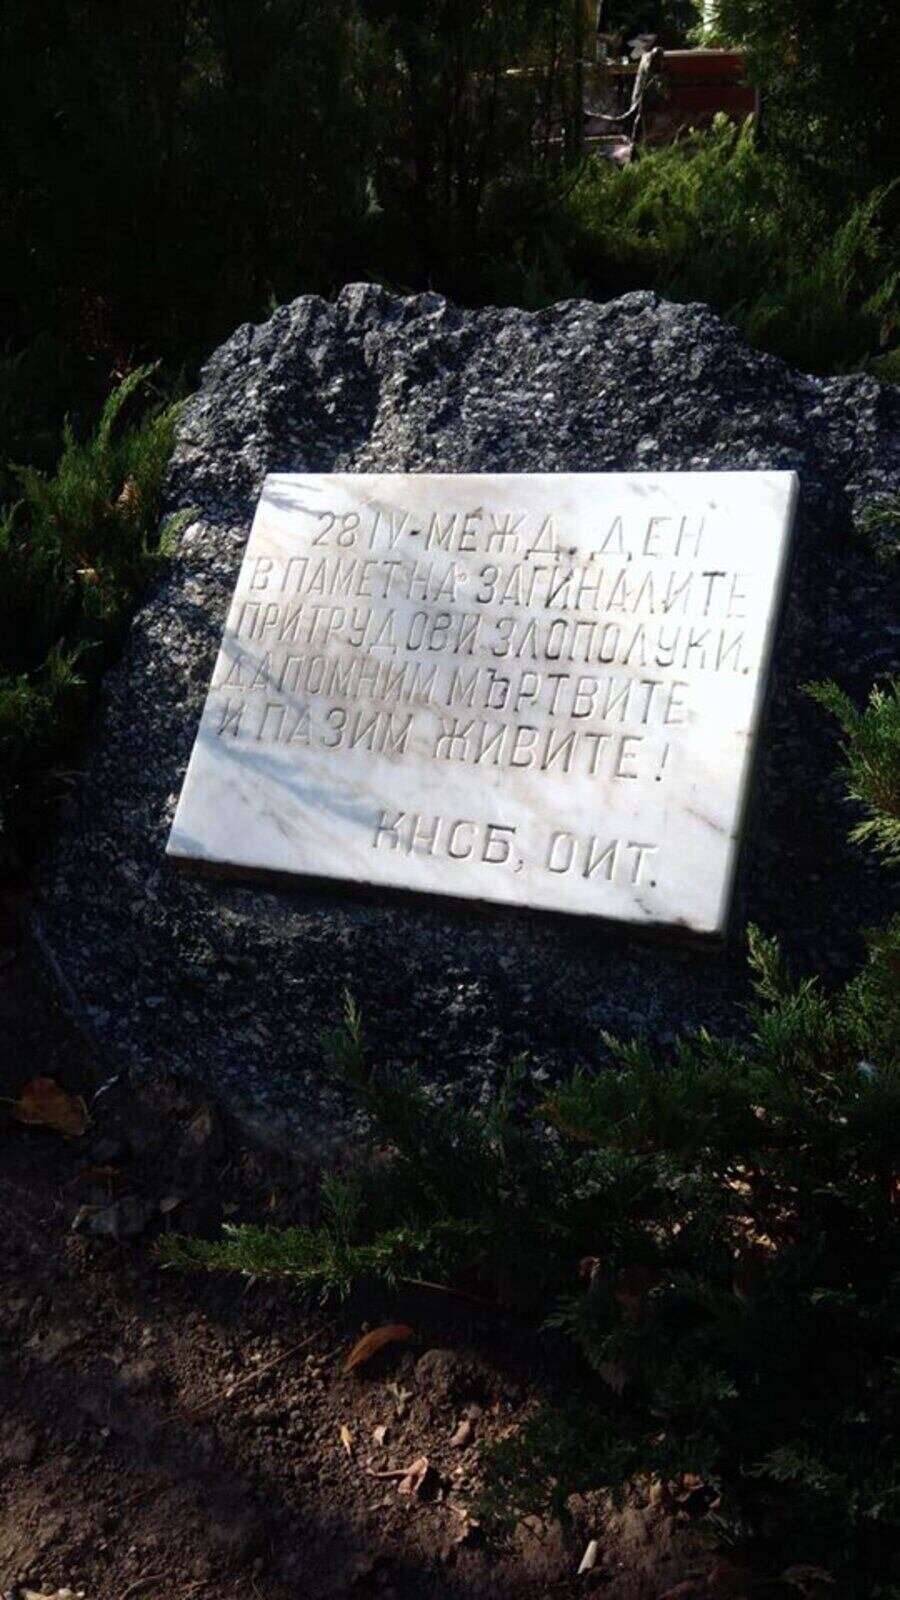 28 IV - МЕЖД. ДЕН
В ПАМЕТ НА ЗАГИНАЛИТЕ
ПРИ ТРУДОВИ ЗЛОПОЛУКИ.
ДА ПОМНИМ МЪРТВИТЕ
И ПАЗИМ ЖИВИТЕ!
КНСБ, ОИТ.